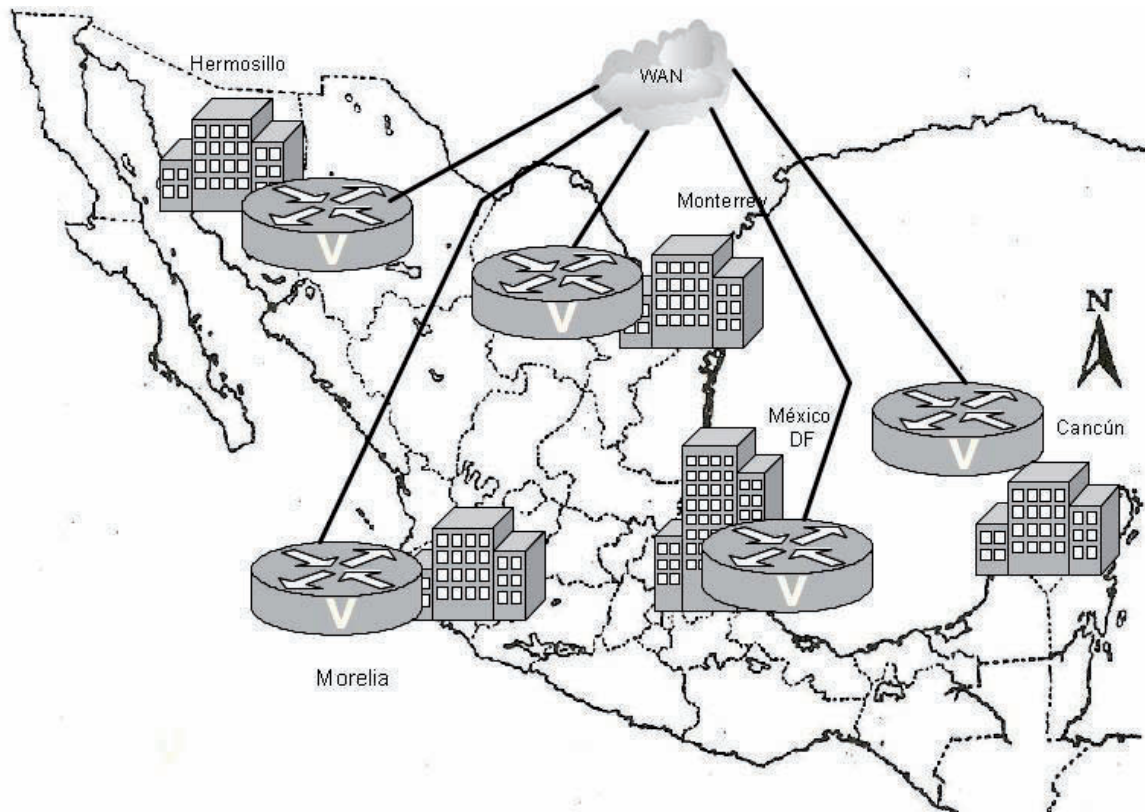 Hermosillo
WAN
Monterrey
V
V
N
México
DF
Cancún
V
V
V
Morelia